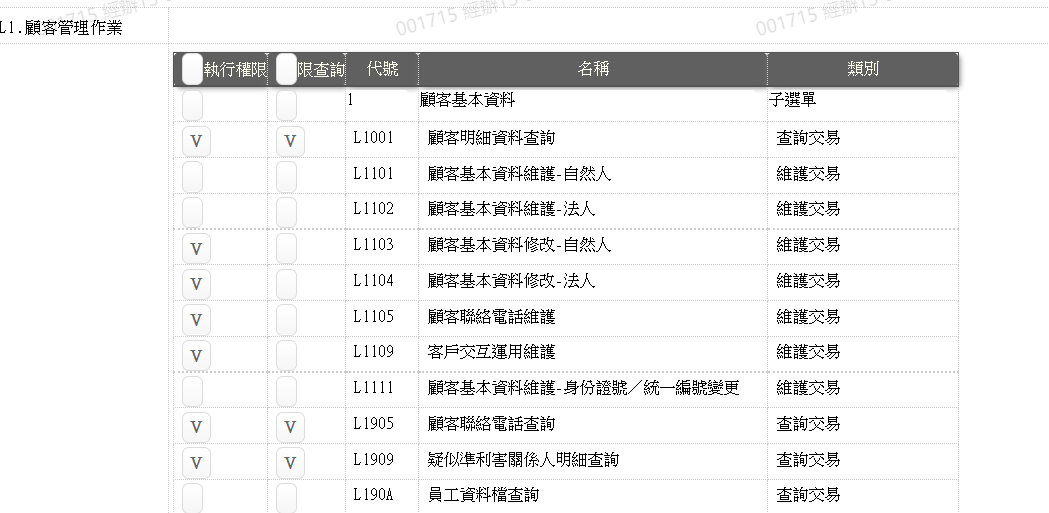 001715 經辦15
001715 經辦15
L1.顧客管理作業
執行權限 限查詢 代號 名稱 類別
1 顧客基本資料 子選單
V V L1001 顧客明細資料查詢 查詢交易
L1101 顧客基本資料維護-自然人 維護交易
L1102 顧客基本資料維護-法人 維護交易
V L1103 顧客基本資料修改-自然人 維護交易
V L1104 顧客基本資料修改-法人 維護交易
V L1105 顧客聯絡電話維護 維護交易
V L1109 客戶交互運用維護 維護交易
L1111 顧客基本資料維護-身份證號／統一編號變更 維護交易
V V L1905 顧客聯絡電話查詢 查詢交易
V V L1909 疑似準利害關係人明細查詢 查詢交易
L190A 員工資料檔查詢 查詢交易